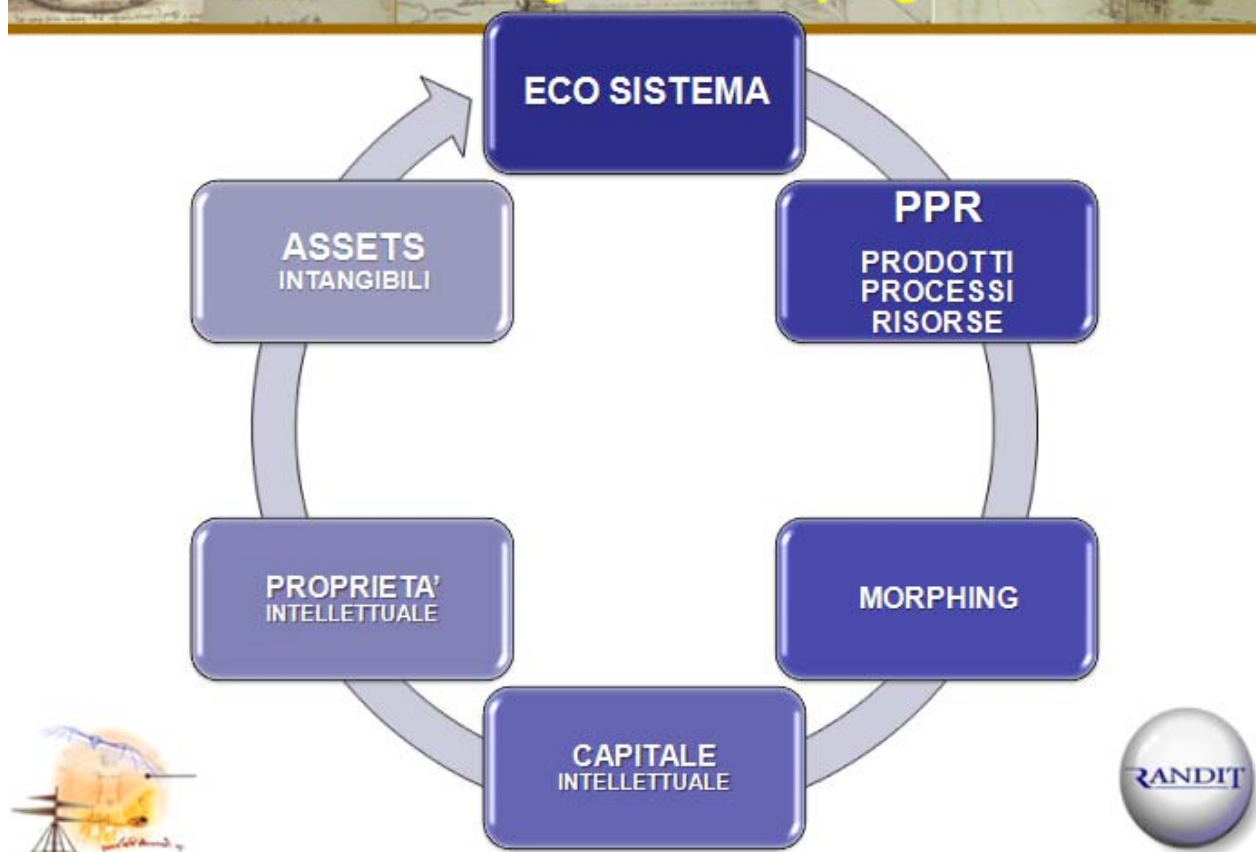 ECO SISTEMA
PPR
PRODOTTI
PROCESSI
RISORSE
MORPHING
CAPITALE
INTELLETTUALE
PROPRIETA'
INTELLETTUALE
ASSETS
INTANGIBILI
RANDIT